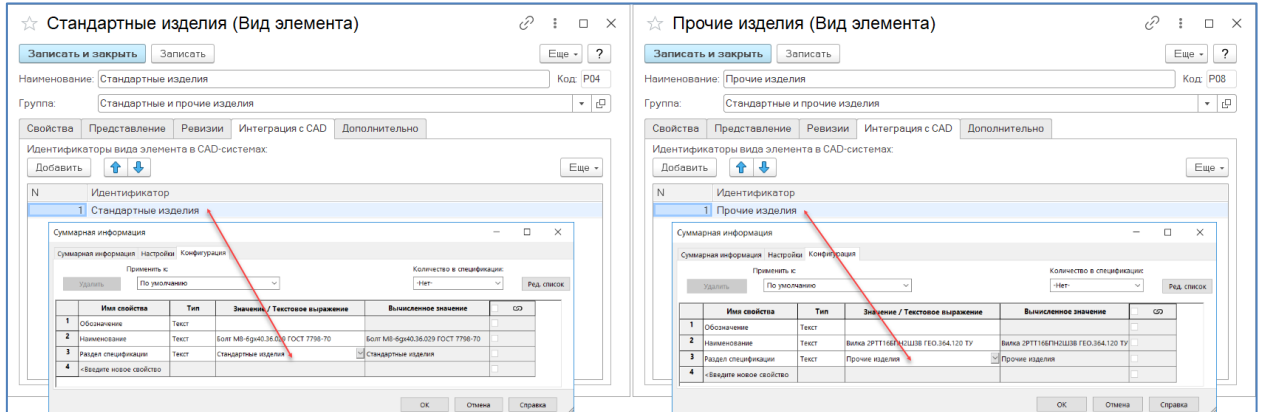 Стандартные изделия (Вид элемента)
Записать и закрыть Записать Еще ?
Наименование: Стандартные изделия Код: P04
Группа: Стандартные и прочие изделия
Свойства Представление Ревизии Интеграция с CAD Дополнительно
Идентификаторы вида элемента в CAD-системах:
Добавить Еще
N Идентификатор
1 Стандартные изделия
Суммарная информация
Суммарная информация Настройки Конфигурация
Применить к: Количество в спецификации:
Удалить По умолчанию -Нет- Ред. список
Имя свойства Тип Значение / Текстовое выражение Вычисленное значение
1 Обозначение Текст
2 Наименование Текст Болт М8-6gx40.36.029 ГОСТ 7798-70 Болт М8-6gx40.36.029 ГОСТ 7798-70
3 Раздел спецификации Текст Стандартные изделия Стандартные изделия
4 <Введите новое свойство
ОК Отмена Справка
Прочие изделия (Вид элемента)
Записать и закрыть Записать Еще ?
Наименование: Прочие изделия Код: P08
Группа: Стандартные и прочие изделия
Свойства Представление Ревизии Интеграция с CAD Дополнительно
Идентификаторы вида элемента в CAD-системах:
Добавить Еще
N Идентификатор
1 Прочие изделия
Суммарная информация
Суммарная информация Настройки Конфигурация
Применить к: Количество в спецификации:
Удалить По умолчанию -Нет- Ред. список
Имя свойства Тип Значение / Текстовое выражение Вычисленное значение
1 Обозначение Текст
2 Наименование Текст Вилка 2РТТ16БПН2Ш3В ГЕО.364.120 ТУ Вилка 2РТТ16БПН2Ш3В ГЕО.364.120 ТУ
3 Раздел спецификации Текст Прочие изделия Прочие изделия
4 <Введите новое свойство
ОК Отмена Справка